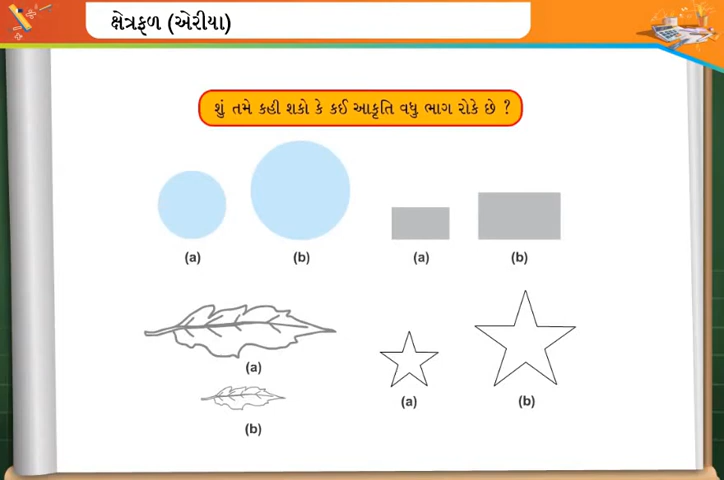 ક્ષેત્રફળ (એરીયા)
શું તમે કહી શકો કે કઈ આકૃતિ વધુ ભાગ રોકે છે ?
(a) (b) (a) (b)
(a)
(a) (b)
(b)